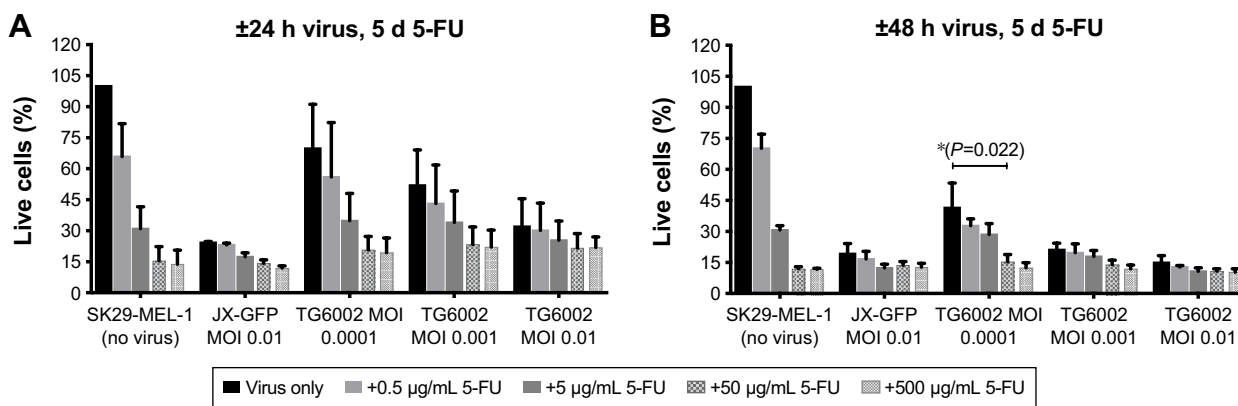 A
±24 h virus, 5 d 5-FU
Live cells (%)
120
105
90
75
60
45
30
15
0
SK29-MEL-1
(no virus)
JX-GFP
MOI 0.01
TG6002 MOI
0.0001
TG6002
MOI 0.001
TG6002
MOI 0.01
B
±48 h virus, 5 d 5-FU
Live cells (%)
120
105
90
75
60
45
30
15
0
*(P=0.022)
SK29-MEL-1
(no virus)
JX-GFP
MOI 0.01
TG6002 MOI
0.0001
TG6002
MOI 0.001
TG6002
MOI 0.01
Virus only
+0.5 µg/mL 5-FU
+5 µg/mL 5-FU
+50 µg/mL 5-FU
+500 µg/mL 5-FU